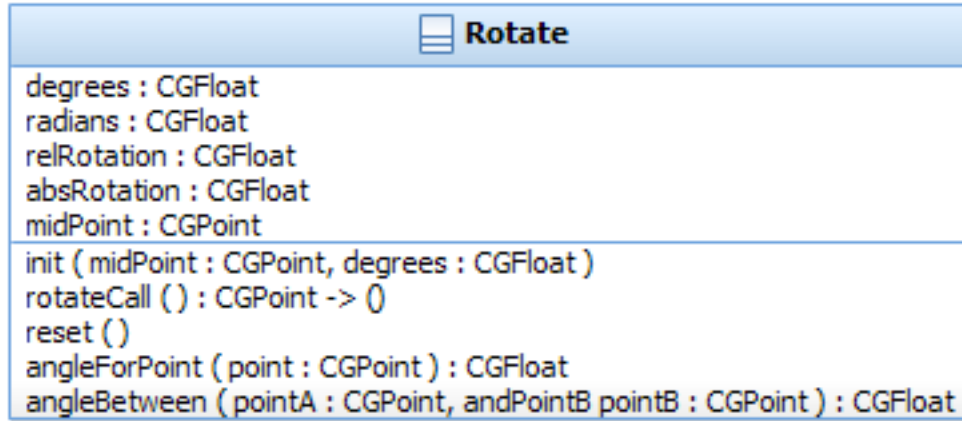 Rotate
degrees : CGFloat
radians : CGFloat
relRotation : CGFloat
absRotation : CGFloat
midPoint : CGPoint
init ( midPoint : CGPoint, degrees : CGFloat )
rotateCall ( ) : CGPoint -> ()
reset ( )
angleForPoint ( point : CGPoint ) : CGFloat
angleBetween ( pointA : CGPoint, andPointB pointB : CGPoint ) : CGFloat